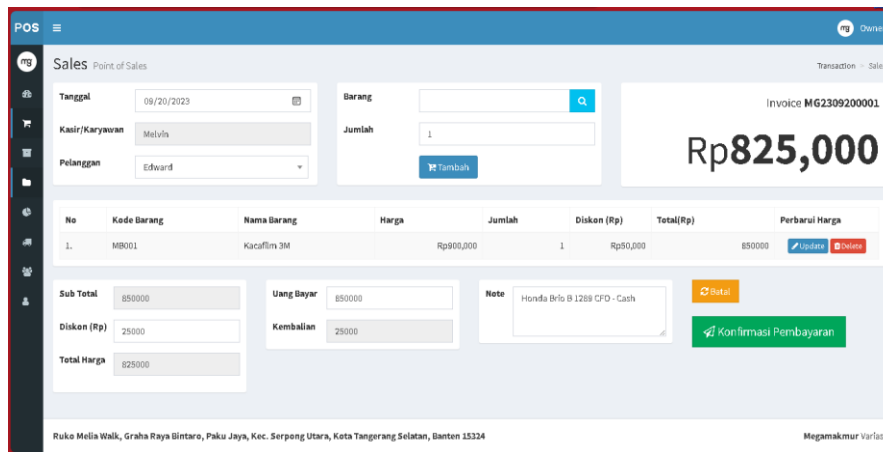 POS
mg Owne
mg
Sales Point of Sales
Transaction > Sale
Tanggal 09/20/2023
Kasir/Karyawan Melvin
Pelanggan Edward
Barang
Jumlah 1
Tambah
Invoice MG2309200001
Rp825,000
No Kode Barang Nama Barang Harga Jumlah Diskon (Rp) Total(Rp) Perbarui Harga
1. MB001 Kacaflim 3M Rp900,000 1 Rp50,000 850000 Update Delete
Sub Total 850000
Diskon (Rp) 25000
Total Harga 825000
Uang Bayar 850000
Kembalian 25000
Note Honda Brio B 1289 CFD - Cash
Batal
Konfirmasi Pembayaran
Ruko Melia Walk, Graha Raya Bintaro, Paku Jaya, Kec. Serpong Utara, Kota Tangerang Selatan, Banten 15324
Megamakmur Varias